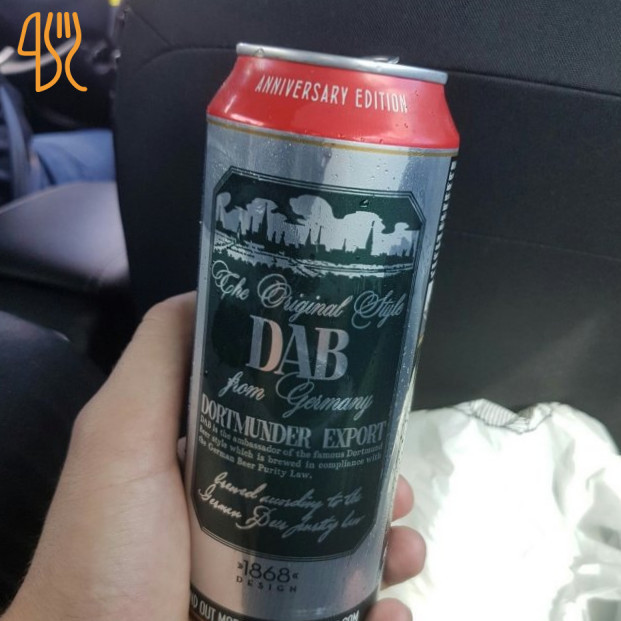 ANNIVERSARY EDITION
The Original Style
DAB
from Germany
DORTMUNDER EXPORT
DAB is the ambassador of the famous Dortmund
Beer style which is brewed in compliance with
the German Beer Purity Law.
Brewed according to the
German Beer purity law
»1868«
DESIGN
OUT